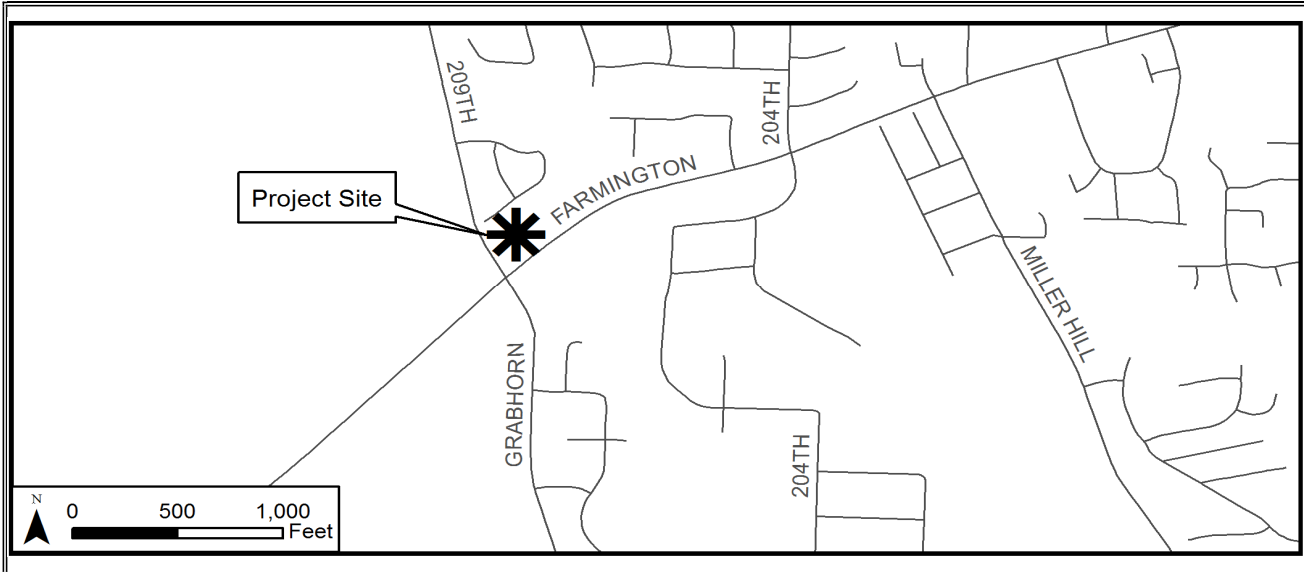 209TH
204TH
Project Site
FARMINGTON
MILLER HILL
GRABHORN
204TH
N
0 500 1,000
Feet